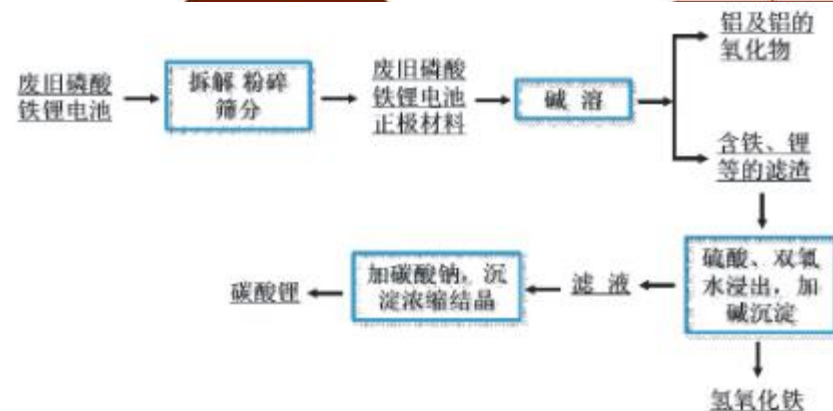 废旧磷酸
铁锂电池
拆解 粉碎
筛分
废旧磷酸
铁锂电池
正极材料
碱 溶
铝及铝的
氧化物
含铁、锂
等的滤渣
硫酸、双氧
水浸出，加
碱沉淀
氢氧化铁
滤 液
加碳酸钠，沉
淀浓缩结晶
碳酸锂